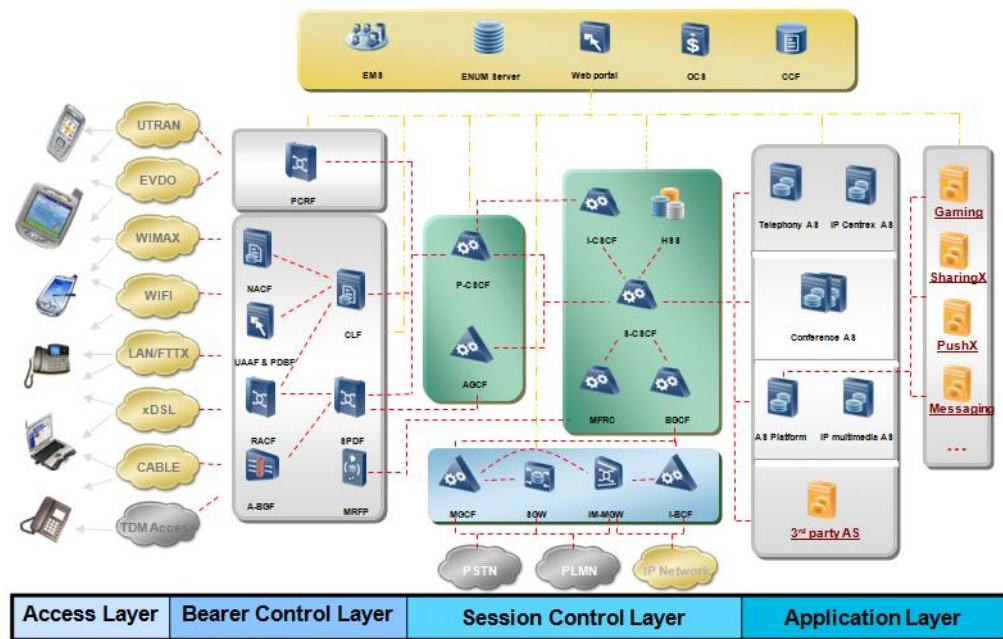 EMS
ENUM Server
Web portal
OCS
CCF
UTRAN
EVDO
WIMAX
WIFI
LAN/FTTX
xDSL
CABLE
TDM Access
PCRF
NACF
CLF
UAAF & PDBF
RACF
SPDF
A-BGF
MRFP
P-CSCF
AGCF
I-CSCF
HSS
S-CSCF
MFRC
BGCF
MGCF
SGW
IM-MGW
I-BCF
PSTN
PLMN
IP Network
Telephony AS
IP Centrex AS
Conference AS
AS Platform
IP multimedia AS
3rd party AS
Gaming
SharingX
PushX
Messaging
...
Access Layer
Bearer Control Layer
Session Control Layer
Application Layer